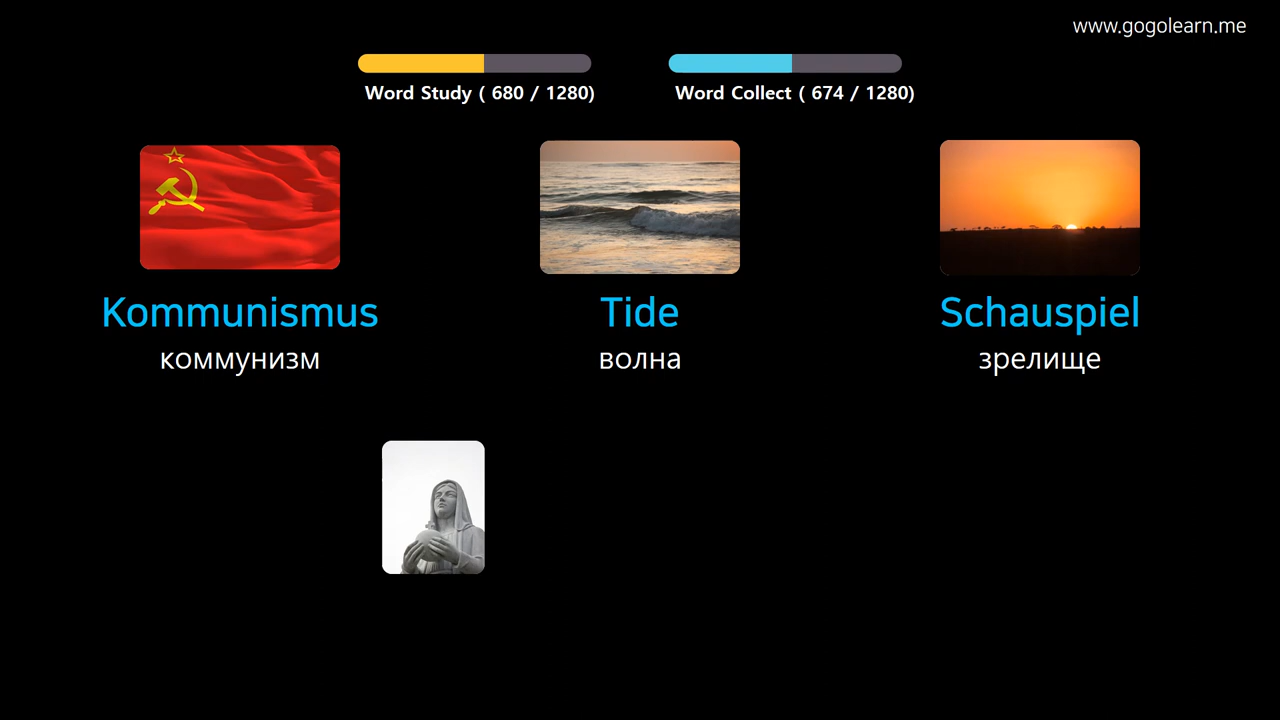 www.gogolearn.me
Word Study ( 680 / 1280)
Word Collect ( 674 / 1280)
Kommunismus
Tide
Schauspiel
коммунизм
волна
зрелище